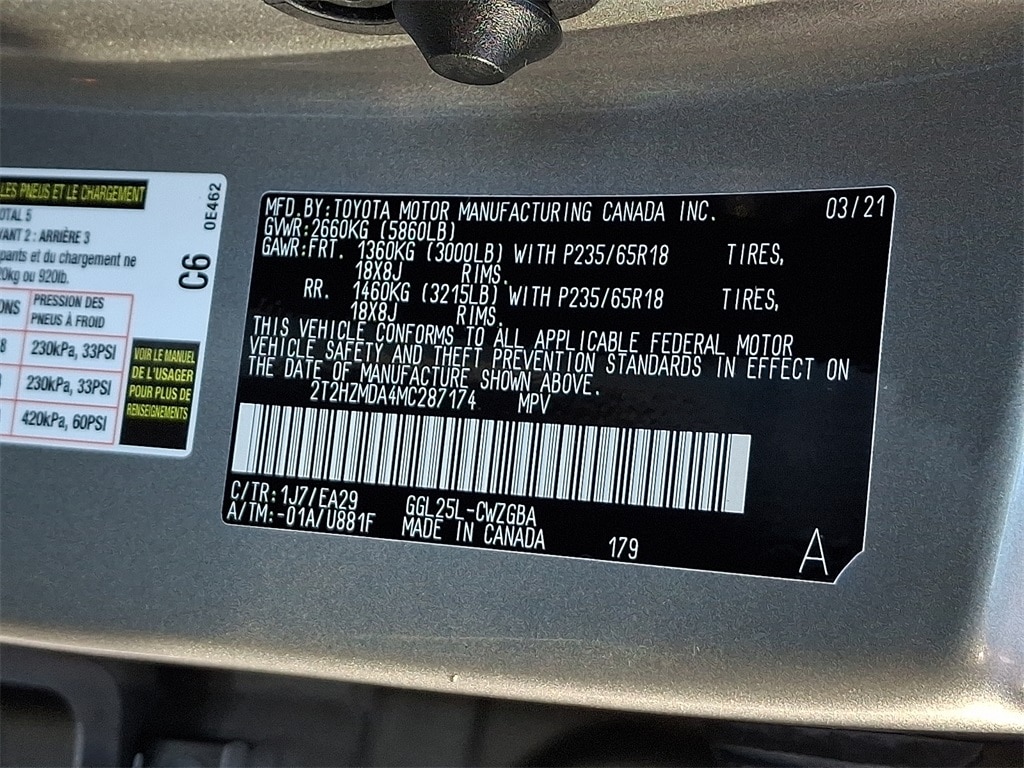 LES PNEUS ET LE CHARGEMENT
OTAL 5
VANT 2 : ARRIÈRE 3
pants et du chargement ne
20kg ou 920lb.
PRESSION DES
PNEUS À FROID
230kPa, 33PSI
230kPa, 33PSI
420kPa, 60PSI
VOIR LE MANUEL
DE L'USAGER
POUR PLUS DE
RENSEIGNEMENTS
0E462
C6
MFD.BY:TOYOTA MOTOR MANUFACTURING CANADA INC. 03/21
GVWR:2660KG (5860LB)
GAWR:FRT. 1360KG (3000LB) WITH P235/65R18 TIRES,
18X8J RIMS.
RR. 1460KG (3215LB) WITH P235/65R18 TIRES,
18X8J RIMS.
THIS VEHICLE CONFORMS TO ALL APPLICABLE FEDERAL MOTOR
VEHICLE SAFETY AND THEFT PREVENTION STANDARDS IN EFFECT ON
THE DATE OF MANUFACTURE SHOWN ABOVE.
2T2HZMDA4MC287174 MPV
C/TR:1J7/EA29 GGL25L-CWZGBA
A/TM:-01A/U881F MADE IN CANADA 179
A